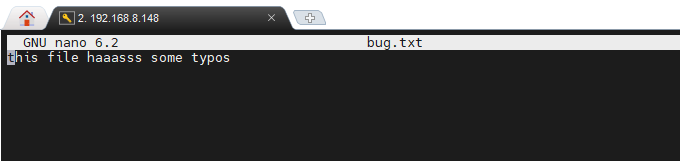 2. 192.168.8.148
GNU nano 6.2 bug.txt
this file haaasss some typos